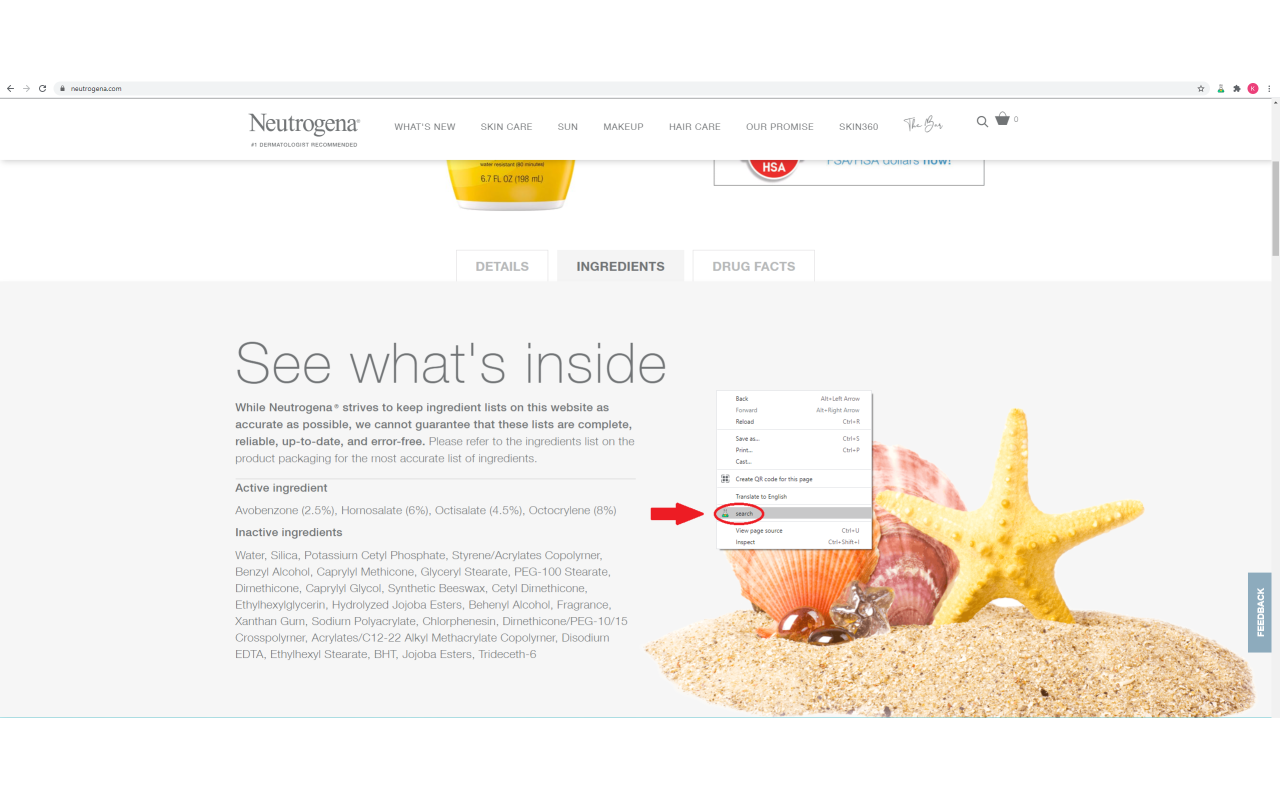 neutrogena.com
K
Neutrogena®
#1 DERMATOLOGIST RECOMMENDED
WHAT'S NEW
SKIN CARE
SUN
MAKEUP
HAIR CARE
OUR PROMISE
SKIN360
The Bar
0
water resistant (80 minutes)
6.7 FL OZ (198 mL)
HSA
FSA/HSA dollars now!
DETAILS
INGREDIENTS
DRUG FACTS
See what's inside
While Neutrogena® strives to keep ingredient lists on this website as
accurate as possible, we cannot guarantee that these lists are complete,
reliable, up-to-date, and error-free. Please refer to the ingredients list on the
product packaging for the most accurate list of ingredients.
Active ingredient
Avobenzone (2.5%), Homosalate (6%), Octisalate (4.5%), Octocrylene (8%)
Inactive ingredients
Water, Silica, Potassium Cetyl Phosphate, Styrene/Acrylates Copolymer,
Benzyl Alcohol, Caprylyl Methicone, Glyceryl Stearate, PEG-100 Stearate,
Dimethicone, Caprylyl Glycol, Synthetic Beeswax, Cetyl Dimethicone,
Ethylhexylglycerin, Hydrolyzed Jojoba Esters, Behenyl Alcohol, Fragrance,
Xanthan Gum, Sodium Polyacrylate, Chlorphenesin, Dimethicone/PEG-10/15
Crosspolymer, Acrylates/C12-22 Alkyl Methacrylate Copolymer, Disodium
EDTA, Ethylhexyl Stearate, BHT, Jojoba Esters, Trideceth-6
Back Alt+Left Arrow
Forward Alt+Right Arrow
Reload Ctrl+R
Save as... Ctrl+S
Print... Ctrl+P
Cast...
Create QR code for this page
Translate to English
search
View page source Ctrl+U
Inspect Ctrl+Shift+I
FEEDBACK